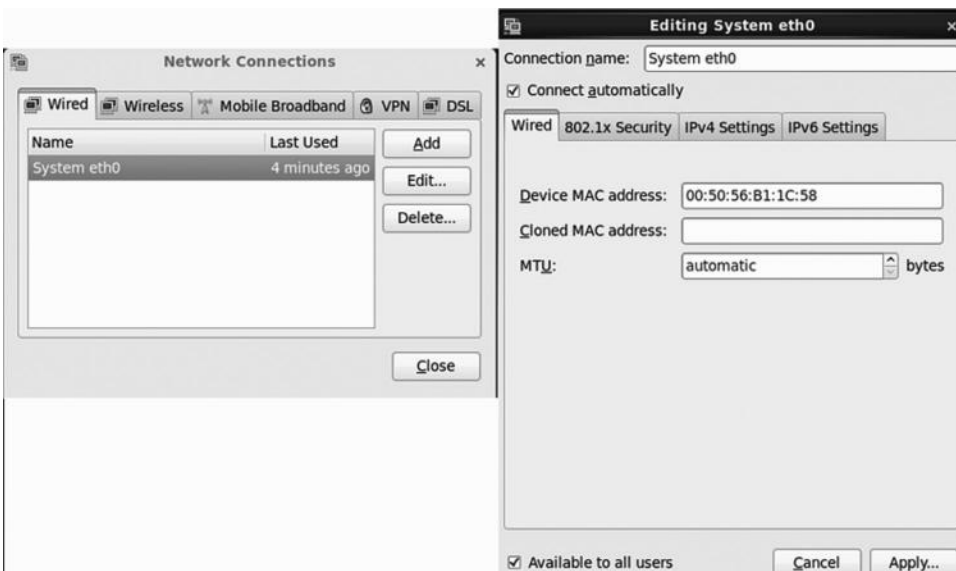 Network Connections
Wired Wireless Mobile Broadband VPN DSL
Name Last Used
System eth0 4 minutes ago
Add
Edit...
Delete...
Close
Editing System eth0
Connection name: System eth0
Connect automatically
Wired 802.1x Security IPv4 Settings IPv6 Settings
Device MAC address: 00:50:56:B1:1C:58
Cloned MAC address:
MTU: automatic bytes
Available to all users Cancel Apply...